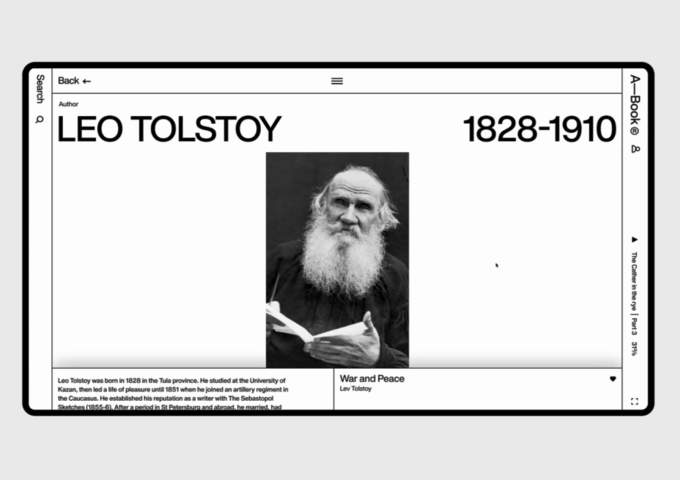 Search
Back ←
A—Book®
Author
LEO TOLSTOY
1828-1910
The Cather in the rye | Part 3 31%
Leo Tolstoy was born in 1828 in the Tula province. He studied at the University of
Kazan, then led a life of pleasure until 1851 when he joined an artillery regiment in
the Caucasus. He established his reputation as a writer with The Sebastopol
Sketches (1855-6). After a period in St Petersburg and abroad, he married, had
War and Peace
Lev Tolstoy